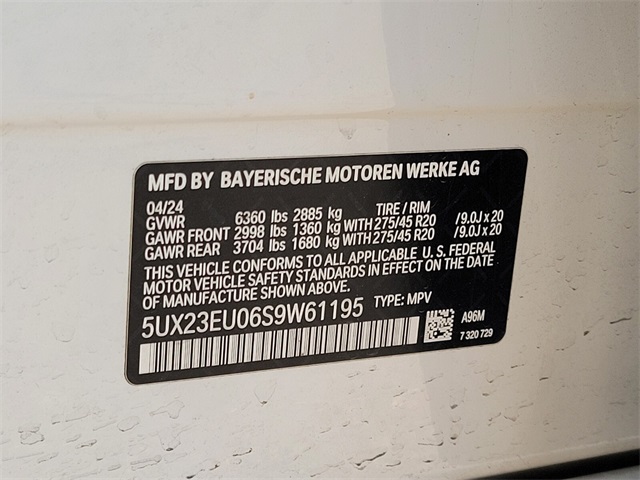 MFD BY BAYERISCHE MOTOREN WERKE AG
04/24 TIRE / RIM
GVWR 6360 lbs 2885 kg
GAWR FRONT 2998 lbs 1360 kg WITH 275/45 R20 /9.0J x 20
GAWR REAR 3704 lbs 1680 kg WITH 275/45 R20 /9.0J x 20
THIS VEHICLE CONFORMS TO ALL APPLICABLE U.S. FEDERAL
MOTOR VEHICLE SAFETY STANDARDS IN EFFECT ON THE DATE
OF MANUFACTURE SHOWN ABOVE.
5UX23EU06S9W61195 TYPE: MPV
A96M
7 320 729